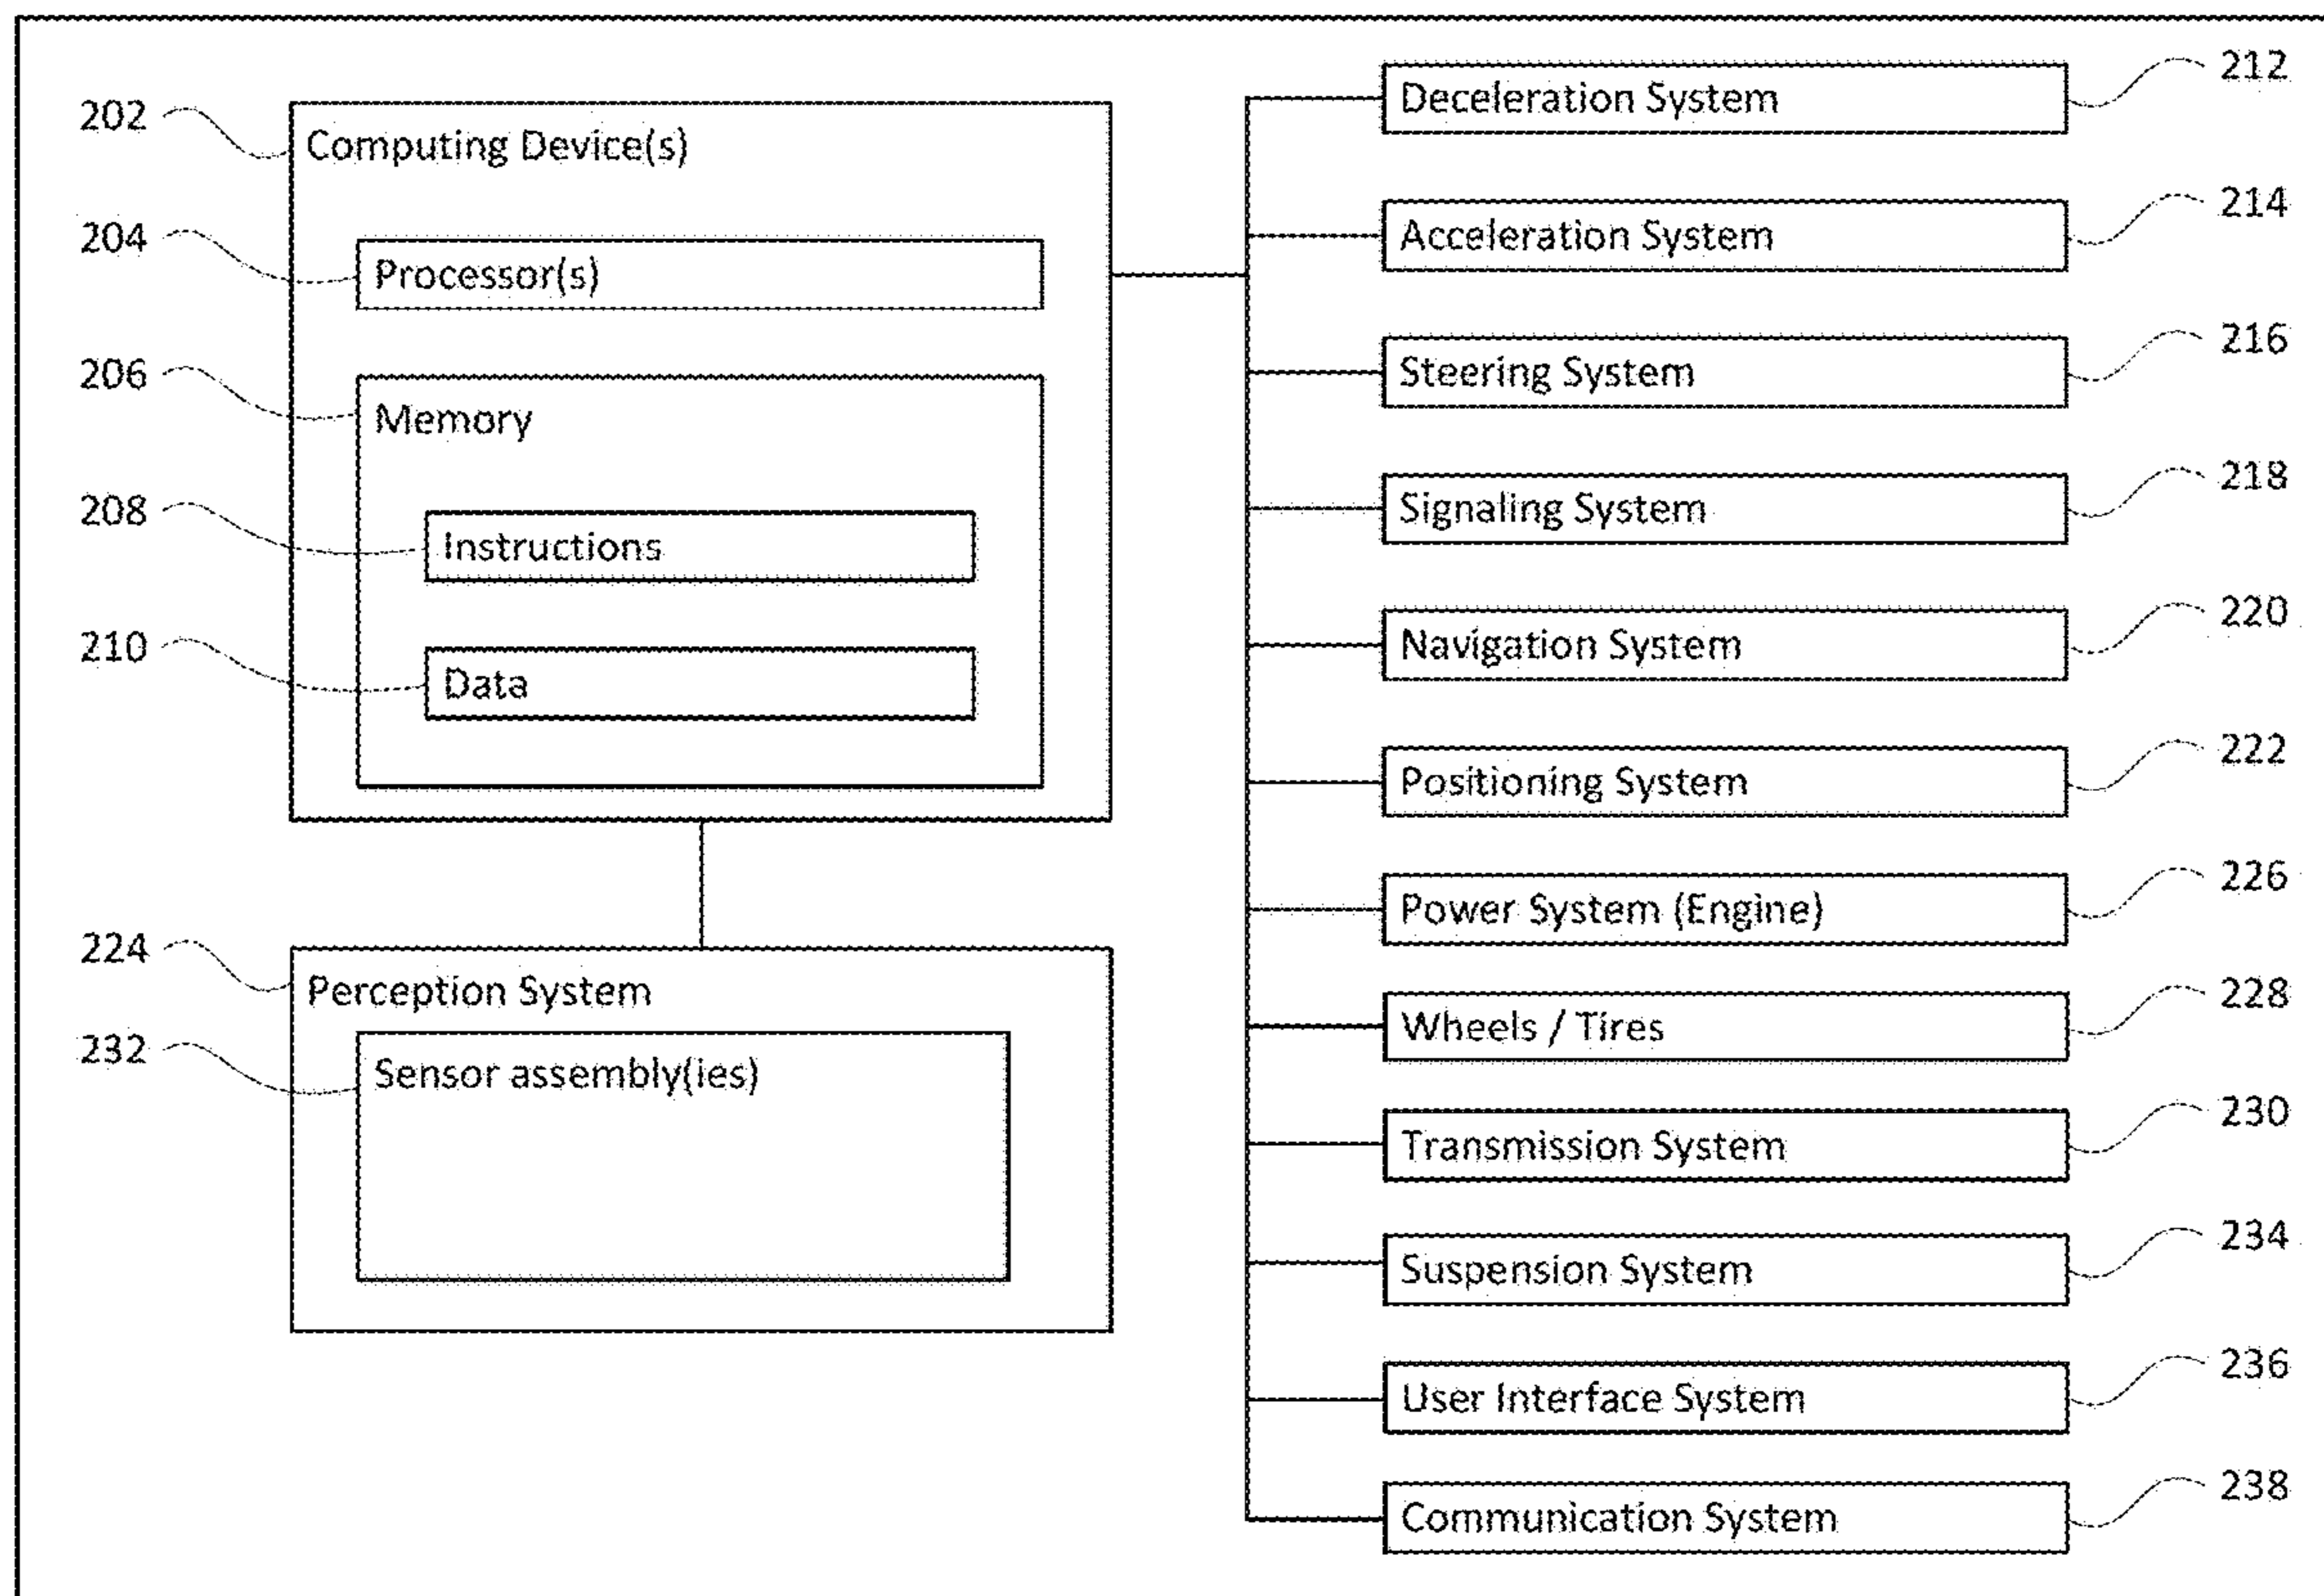 202
Computing Device(s)
204
Processor(s)
206
Memory
208
Instructions
210
Data
224
Perception System
232
Sensor assembly(ies)
Deceleration System
212
Acceleration System
214
Steering System
216
Signaling System
218
Navigation System
220
Positioning System
222
Power System (Engine)
226
Wheels / Tires
228
Transmission System
230
Suspension System
234
User Interface System
236
Communication System
238